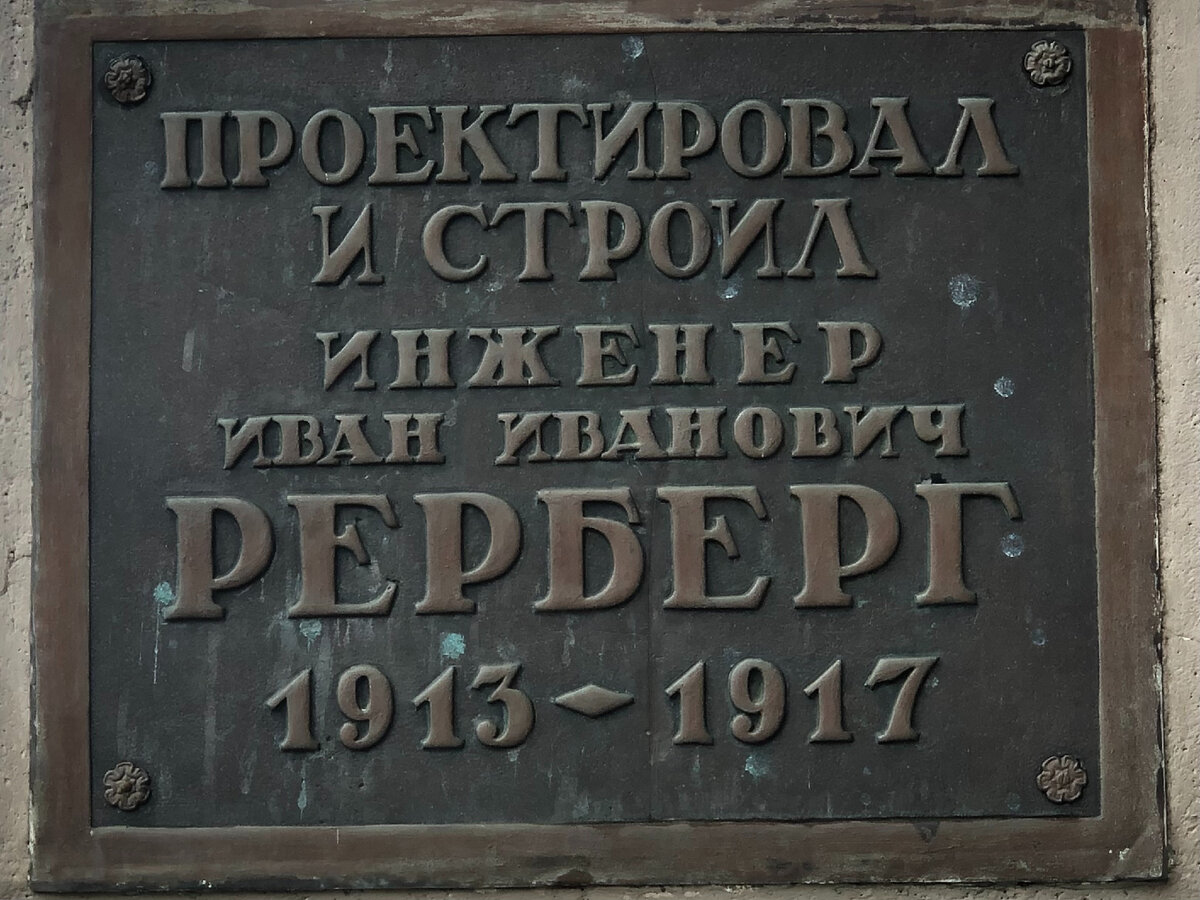 ПРОЕКТИРОВАЛ
И СТРОИЛ
ИНЖЕНЕР
ИВАН ИВАНОВИЧ
РЕРБЕРГ
1913-1917